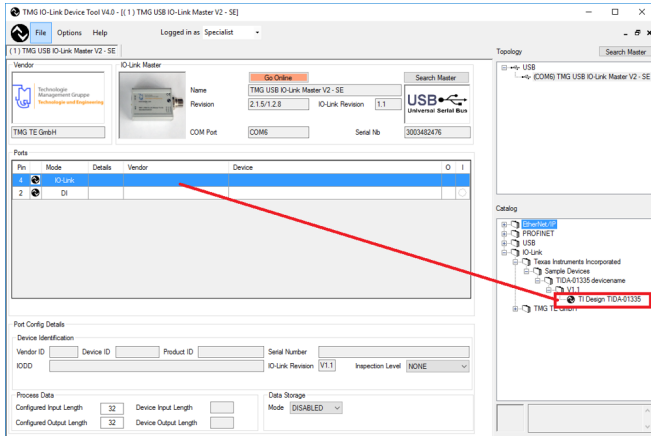 TMG IO-Link Device Tool V4.0 - [( 1 ) TMG USB IO-Link Master V2 - SE]
File Options Help Logged in as Specialist
( 1 ) TMG USB IO-Link Master V2 - SE
Vendor
Technologie
Management Gruppe
Technologie und Engineering
TMG TE GmbH
IO-Link Master
Go Online Search Master
Name TMG USB IO-Link Master V2 - SE
Revision 2.1.5/1.2.8 IO-Link Revision 1.1
USB
Universal Serial Bus
COM Port COM6 Serial Nb 3003482476
Ports
Pin Mode Details Vendor Device O I
4 IO-Link
2 DI
Port Config Details
Device Identification
Vendor ID Device ID Product ID Serial Number
IODD IO-Link Revision V1.1 Inspection Level NONE
Process Data
Configured Input Length 32 Device Input Length
Configured Output Length 32 Device Output Length
Data Storage
Mode DISABLED
Topology Search Master
USB
(COM6) TMG USB IO-Link Master V2 - SE
Catalog
EtherNet/IP
PROFINET
USB
IO-Link
Texas Instruments Incorporated
Sample Devices
TIDA-01335 devicename
V1.1
TI Design TIDA-01335
TMG TE GmbH